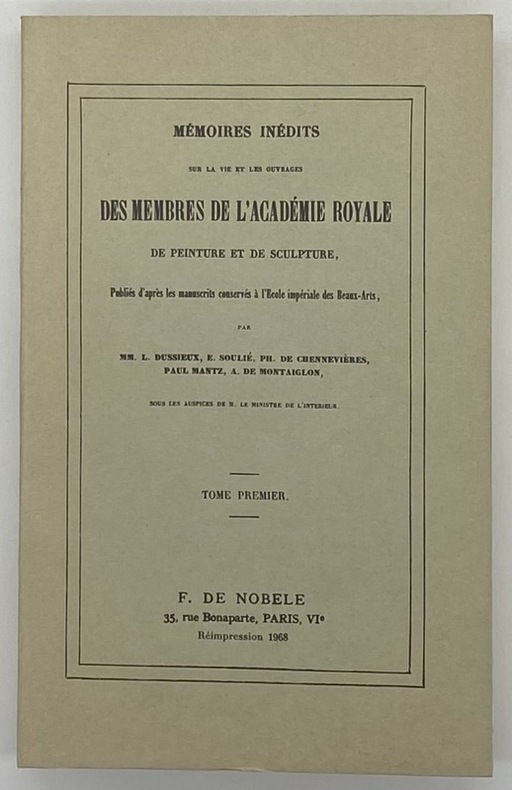 MÉMOIRES INÉDITS
SUR LA VIE ET LES OUVRAGES
DES MEMBRES DE L'ACADÉMIE ROYALE
DE PEINTURE ET DE SCULPTURE,
Publiés d'après les manuscrits conservés à l'Ecole impériale des Beaux-Arts,
PAR
MM. L. DUSSIEUX, E. SOULIÉ, PH. DE CHENNEVIÈRES,
PAUL MANTZ, A. DE MONTAIGLON,
SOUS LES AUSPICES DE M. LE MINISTRE DE L'INTERIEUR.
TOME PREMIER.
F. DE NOBELE
35, rue Bonaparte, PARIS, VIe
Réimpression 1968